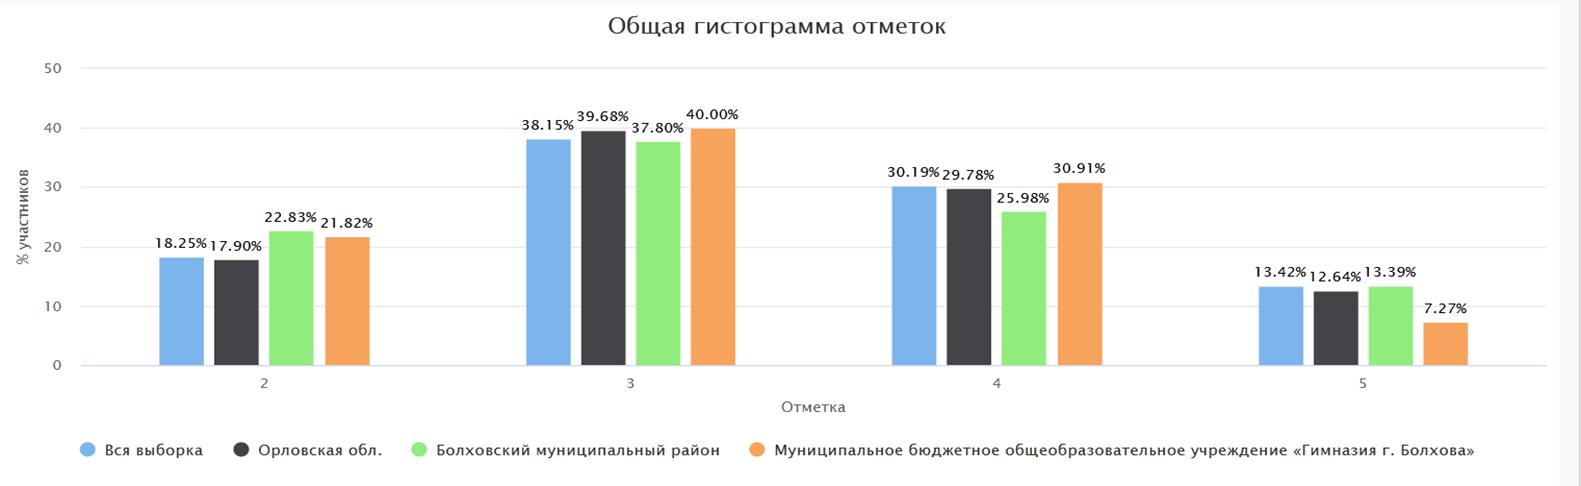 Общая гистограмма отметок
50
40
30
20
10
0
% участников
18.25% 17.90% 22.83% 21.82%
38.15% 39.68% 37.80% 40.00%
30.19% 29.78% 25.98% 30.91%
13.42% 12.64% 13.39% 7.27%
2 3 4 5
Отметка
Вся выборка Орловская обл. Болховский муниципальный район Муниципальное бюджетное общеобразовательное учреждение «Гимназия г. Болхова»